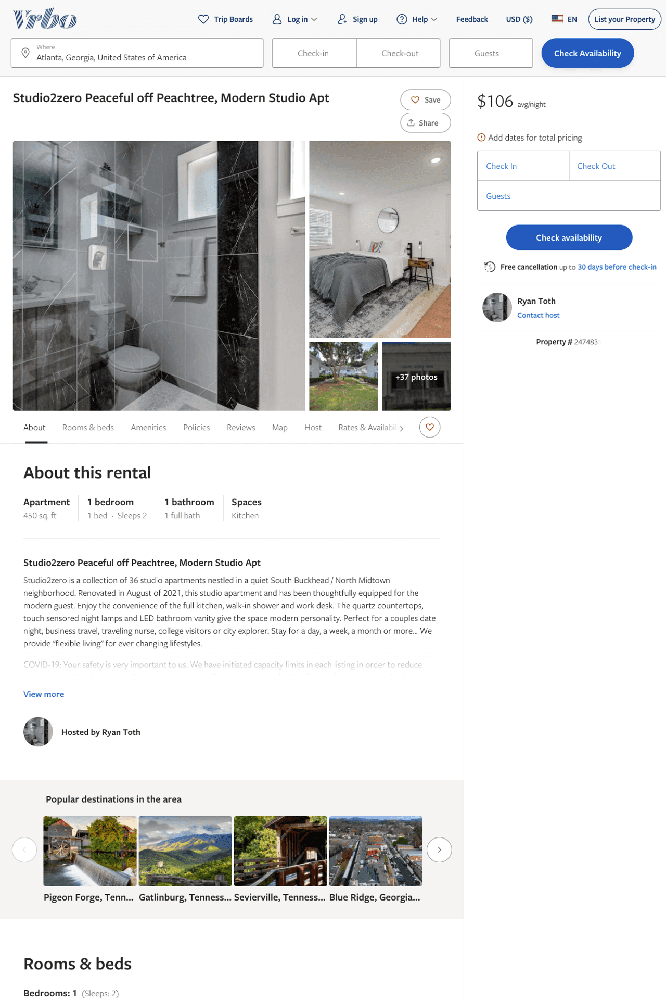 Vrbo
Trip Boards
Log in
Sign up
Help
Feedback
USD ($)
EN
List your Property
Where
Atlanta, Georgia, United States of America
Check-in
Check-out
Guests
Check Availability
Studio2zero Peaceful off Peachtree, Modern Studio Apt
Save
Share
$106 avg/night
Add dates for total pricing
Check In
Check Out
Guests
Check availability
Free cancellation up to 30 days before check-in
Ryan Toth
Contact host
Property # 2474831
+37 photos
About
Rooms & beds
Amenities
Policies
Reviews
Map
Host
Rates & Availabili
About this rental
Apartment
450 sq. ft
1 bedroom
1 bed · Sleeps 2
1 bathroom
1 full bath
Spaces
Kitchen
Studio2zero Peaceful off Peachtree, Modern Studio Apt
Studio2zero is a collection of 36 studio apartments nestled in a quiet South Buckhead / North Midtown
neighborhood. Renovated in August of 2021, this studio apartment and has been thoughtfully equipped for the
modern guest. Enjoy the convenience of the full kitchen, walk-in shower and work desk. The quartz countertops,
touch sensored night lamps and LED bathroom vanity give the space modern personality. Perfect for a couples date
night, business travel, traveling nurse, college visitors or city explorer. Stay for a day, a week, a month or more... We
provide "flexible living" for ever changing lifestyles.
COVID-19: Your safety is very important to us. We have initiated capacity limits in each listing in order to reduce
View more
Hosted by Ryan Toth
Popular destinations in the area
Pigeon Forge, Tenn...
Gatlinburg, Tenness...
Sevierville, Tenness...
Blue Ridge, Georgia...
Rooms & beds
Bedrooms: 1 (Sleeps: 2)